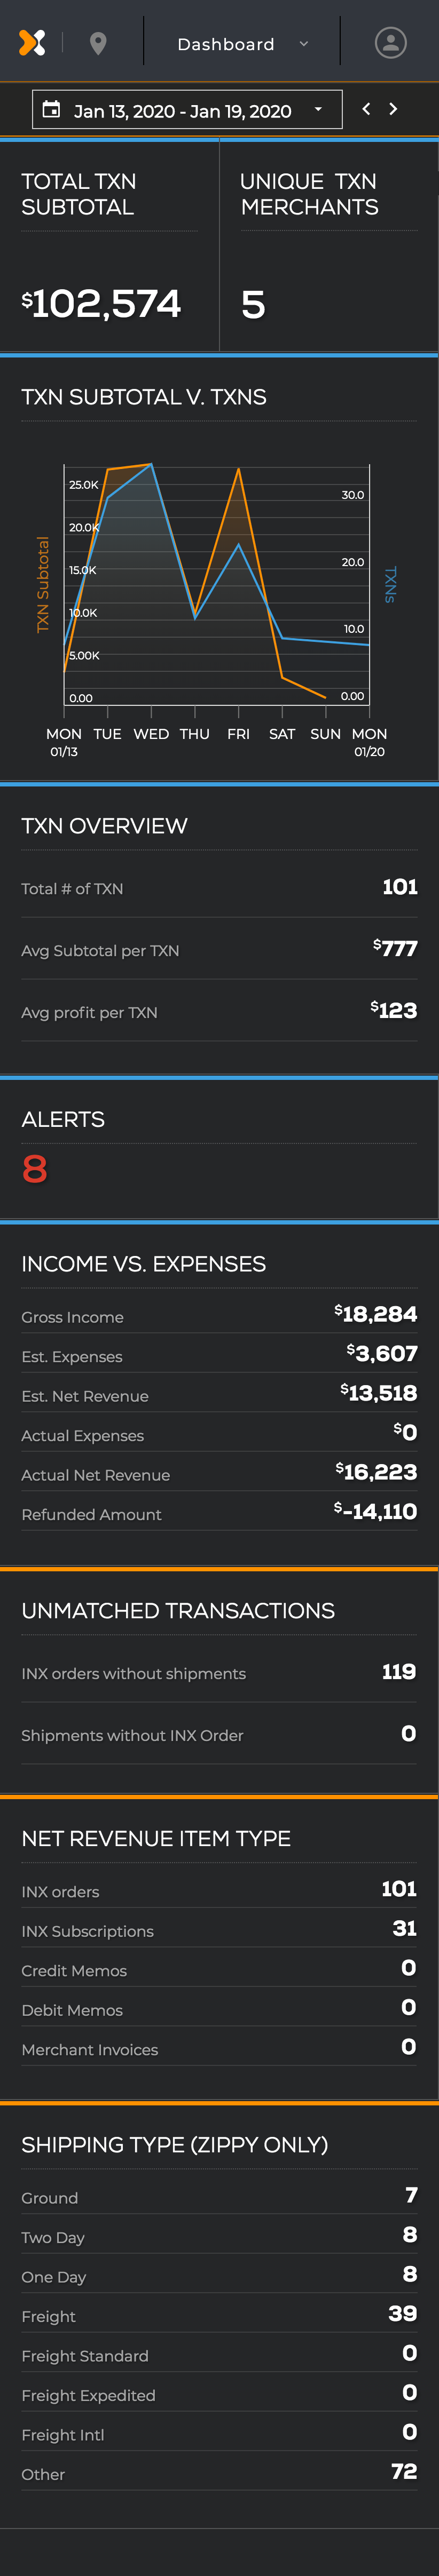 Dashboard
Jan 13, 2020 - Jan 19, 2020
TOTAL TXN
SUBTOTAL
$102,574
UNIQUE TXN
MERCHANTS
5
TXN SUBTOTAL V. TXNS
TXN Subtotal
25.0K
20.0K
15.0K
10.0K
5.00K
0.00
30.0
20.0
10.0
0.00
TXNs
MON TUE WED THU FRI SAT SUN MON
01/13 01/20
TXN OVERVIEW
Total # of TXN 101
Avg Subtotal per TXN $777
Avg profit per TXN $123
ALERTS
8
INCOME VS. EXPENSES
Gross Income $18,284
Est. Expenses $3,607
Est. Net Revenue $13,518
Actual Expenses $0
Actual Net Revenue $16,223
Refunded Amount $-14,110
UNMATCHED TRANSACTIONS
INX orders without shipments 119
Shipments without INX Order 0
NET REVENUE ITEM TYPE
INX orders 101
INX Subscriptions 31
Credit Memos 0
Debit Memos 0
Merchant Invoices 0
SHIPPING TYPE (ZIPPY ONLY)
Ground 7
Two Day 8
One Day 8
Freight 39
Freight Standard 0
Freight Expedited 0
Freight Intl 0
Other 72